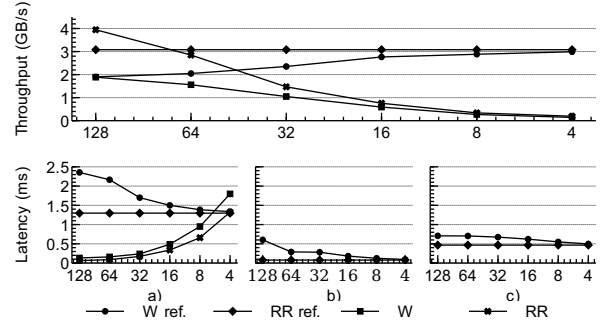 Throughput (GB/s)
4
3
2
1
0
128 64 32 16 8 4
Latency (ms)
2.5
2
1.5
1
0.5
0
128 64 32 16 8 4
128 64 32 16 8 4
128 64 32 16 8 4
a) b) c)
W ref. RR ref. W RR